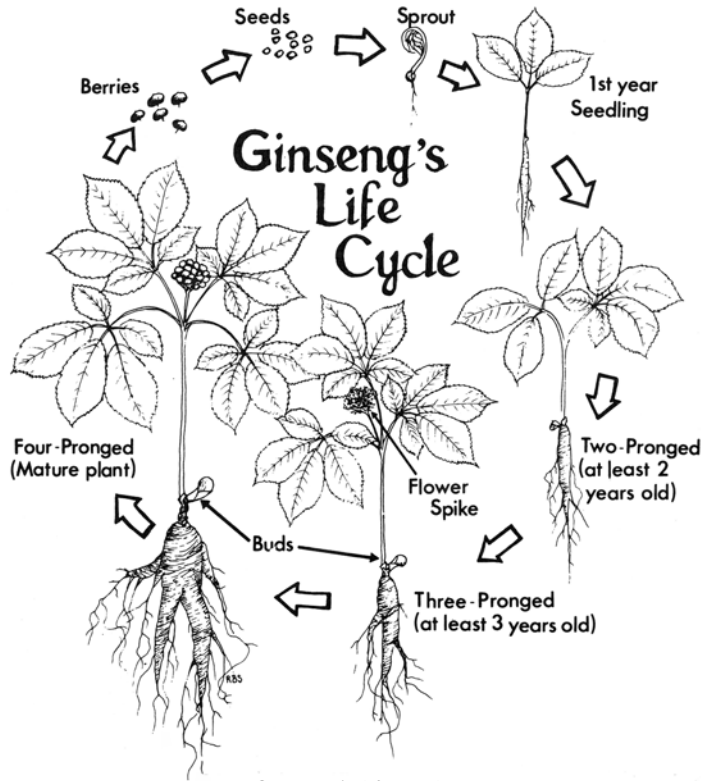 Ginseng's
Life
Cycle
Seeds
Sprout
1st year
Seedling
Two-Pronged
(at least 2
years old)
Three-Pronged
(at least 3 years old)
Flower
Spike
Buds
Four-Pronged
(Mature plant)
Berries
RBS